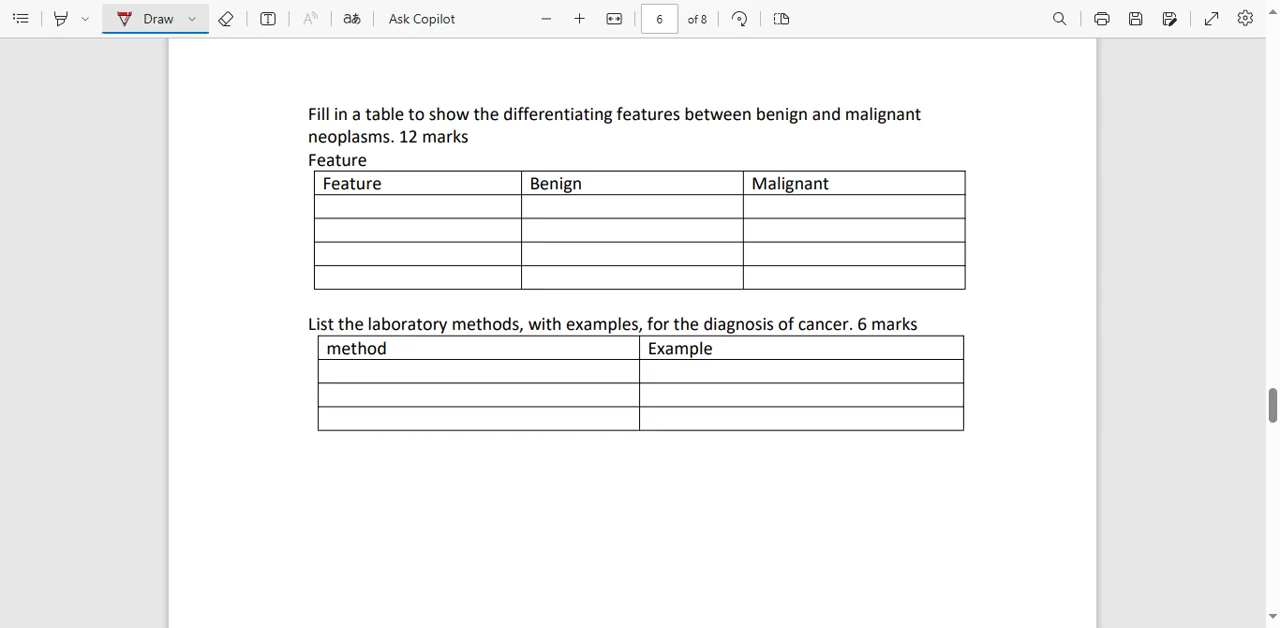 Draw aあ Ask Copilot 6 of 8
Fill in a table to show the differentiating features between benign and malignant
neoplasms. 12 marks
Feature
Feature Benign Malignant
List the laboratory methods, with examples, for the diagnosis of cancer. 6 marks
method Example